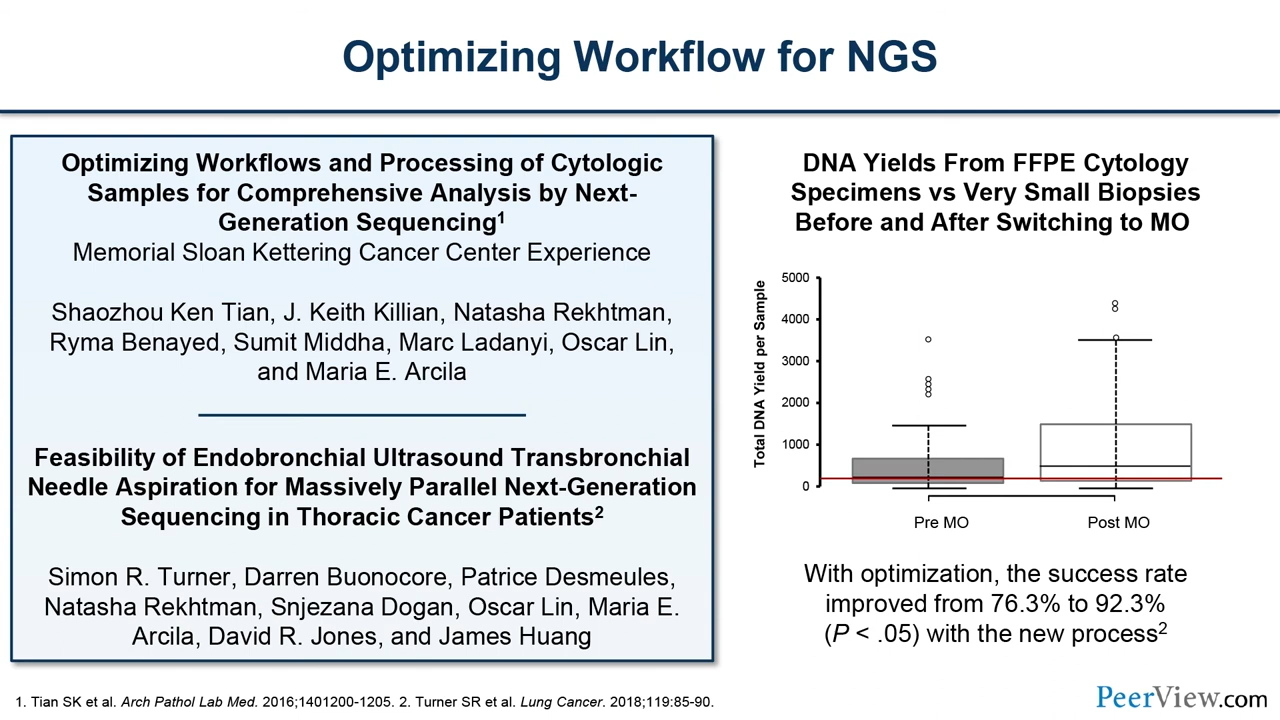 Optimizing Workflow for NGS
Optimizing Workflows and Processing of Cytologic
Samples for Comprehensive Analysis by Next-
Generation Sequencing¹
Memorial Sloan Kettering Cancer Center Experience
Shaozhou Ken Tian, J. Keith Killian, Natasha Rekhtman,
Ryma Benayed, Sumit Middha, Marc Ladanyi, Oscar Lin,
and Maria E. Arcila
Feasibility of Endobronchial Ultrasound Transbronchial
Needle Aspiration for Massively Parallel Next-Generation
Sequencing in Thoracic Cancer Patients²
Simon R. Turner, Darren Buonocore, Patrice Desmeules,
Natasha Rekhtman, Snjezana Dogan, Oscar Lin, Maria E.
Arcila, David R. Jones, and James Huang
DNA Yields From FFPE Cytology
Specimens vs Very Small Biopsies
Before and After Switching to MO
Total DNA Yield per Sample
5000
4000
3000
2000
1000
0
Pre MO
Post MO
With optimization, the success rate
improved from 76.3% to 92.3%
(P < .05) with the new process²
1. Tian SK et al. Arch Pathol Lab Med. 2016;1401200-1205. 2. Turner SR et al. Lung Cancer. 2018;119:85-90.
PeerView.com